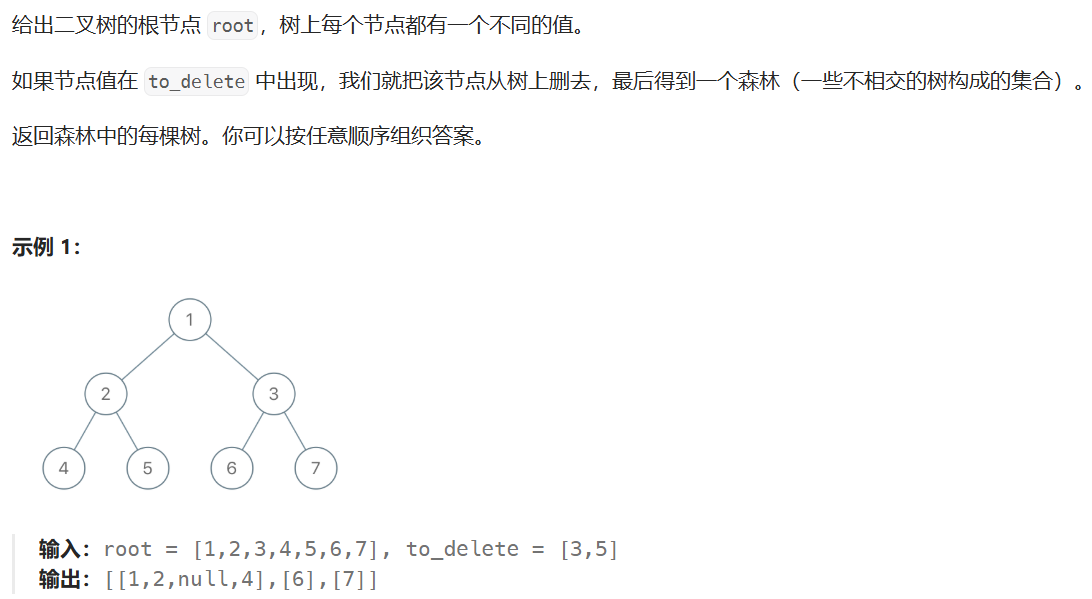 给出二叉树的根节点 root，树上每个节点都有一个不同的值。
如果节点值在 to_delete 中出现，我们就把该节点从树上删去，最后得到一个森林（一些不相交的树构成的集合）。
返回森林中的每棵树。你可以按任意顺序组织答案。
示例 1：
1
2 3
4 5 6 7
输入：root = [1,2,3,4,5,6,7], to_delete = [3,5]
输出：[[1,2,null,4],[6],[7]]